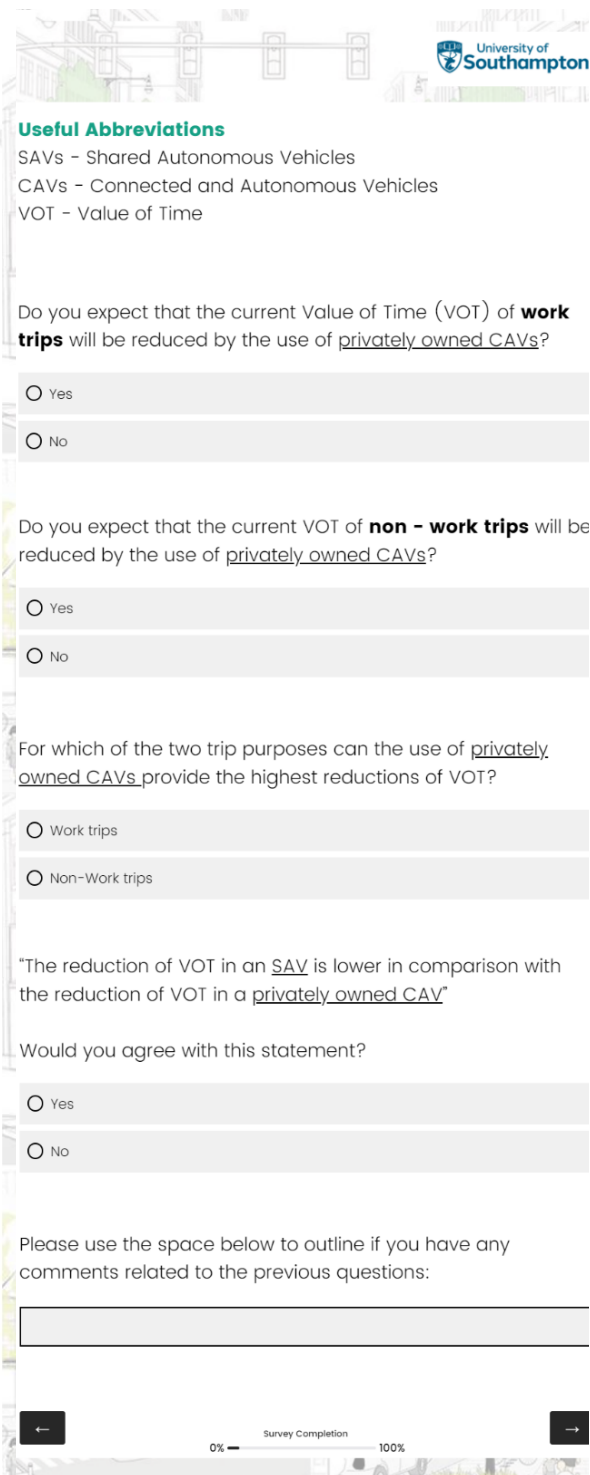 University of
Southampton
Useful Abbreviations
SAVs - Shared Autonomous Vehicles
CAVs - Connected and Autonomous Vehicles
VOT - Value of Time
Do you expect that the current Value of Time (VOT) of work
trips will be reduced by the use of privately owned CAVs?
Yes
No
Do you expect that the current VOT of non - work trips will be
reduced by the use of privately owned CAVs?
Yes
No
For which of the two trip purposes can the use of privately
owned CAVs provide the highest reductions of VOT?
Work trips
Non-Work trips
“The reduction of VOT in an SAV is lower in comparison with
the reduction of VOT in a privately owned CAV”
Would you agree with this statement?
Yes
No
Please use the space below to outline if you have any
comments related to the previous questions:
←
Survey Completion
0% 100%
→